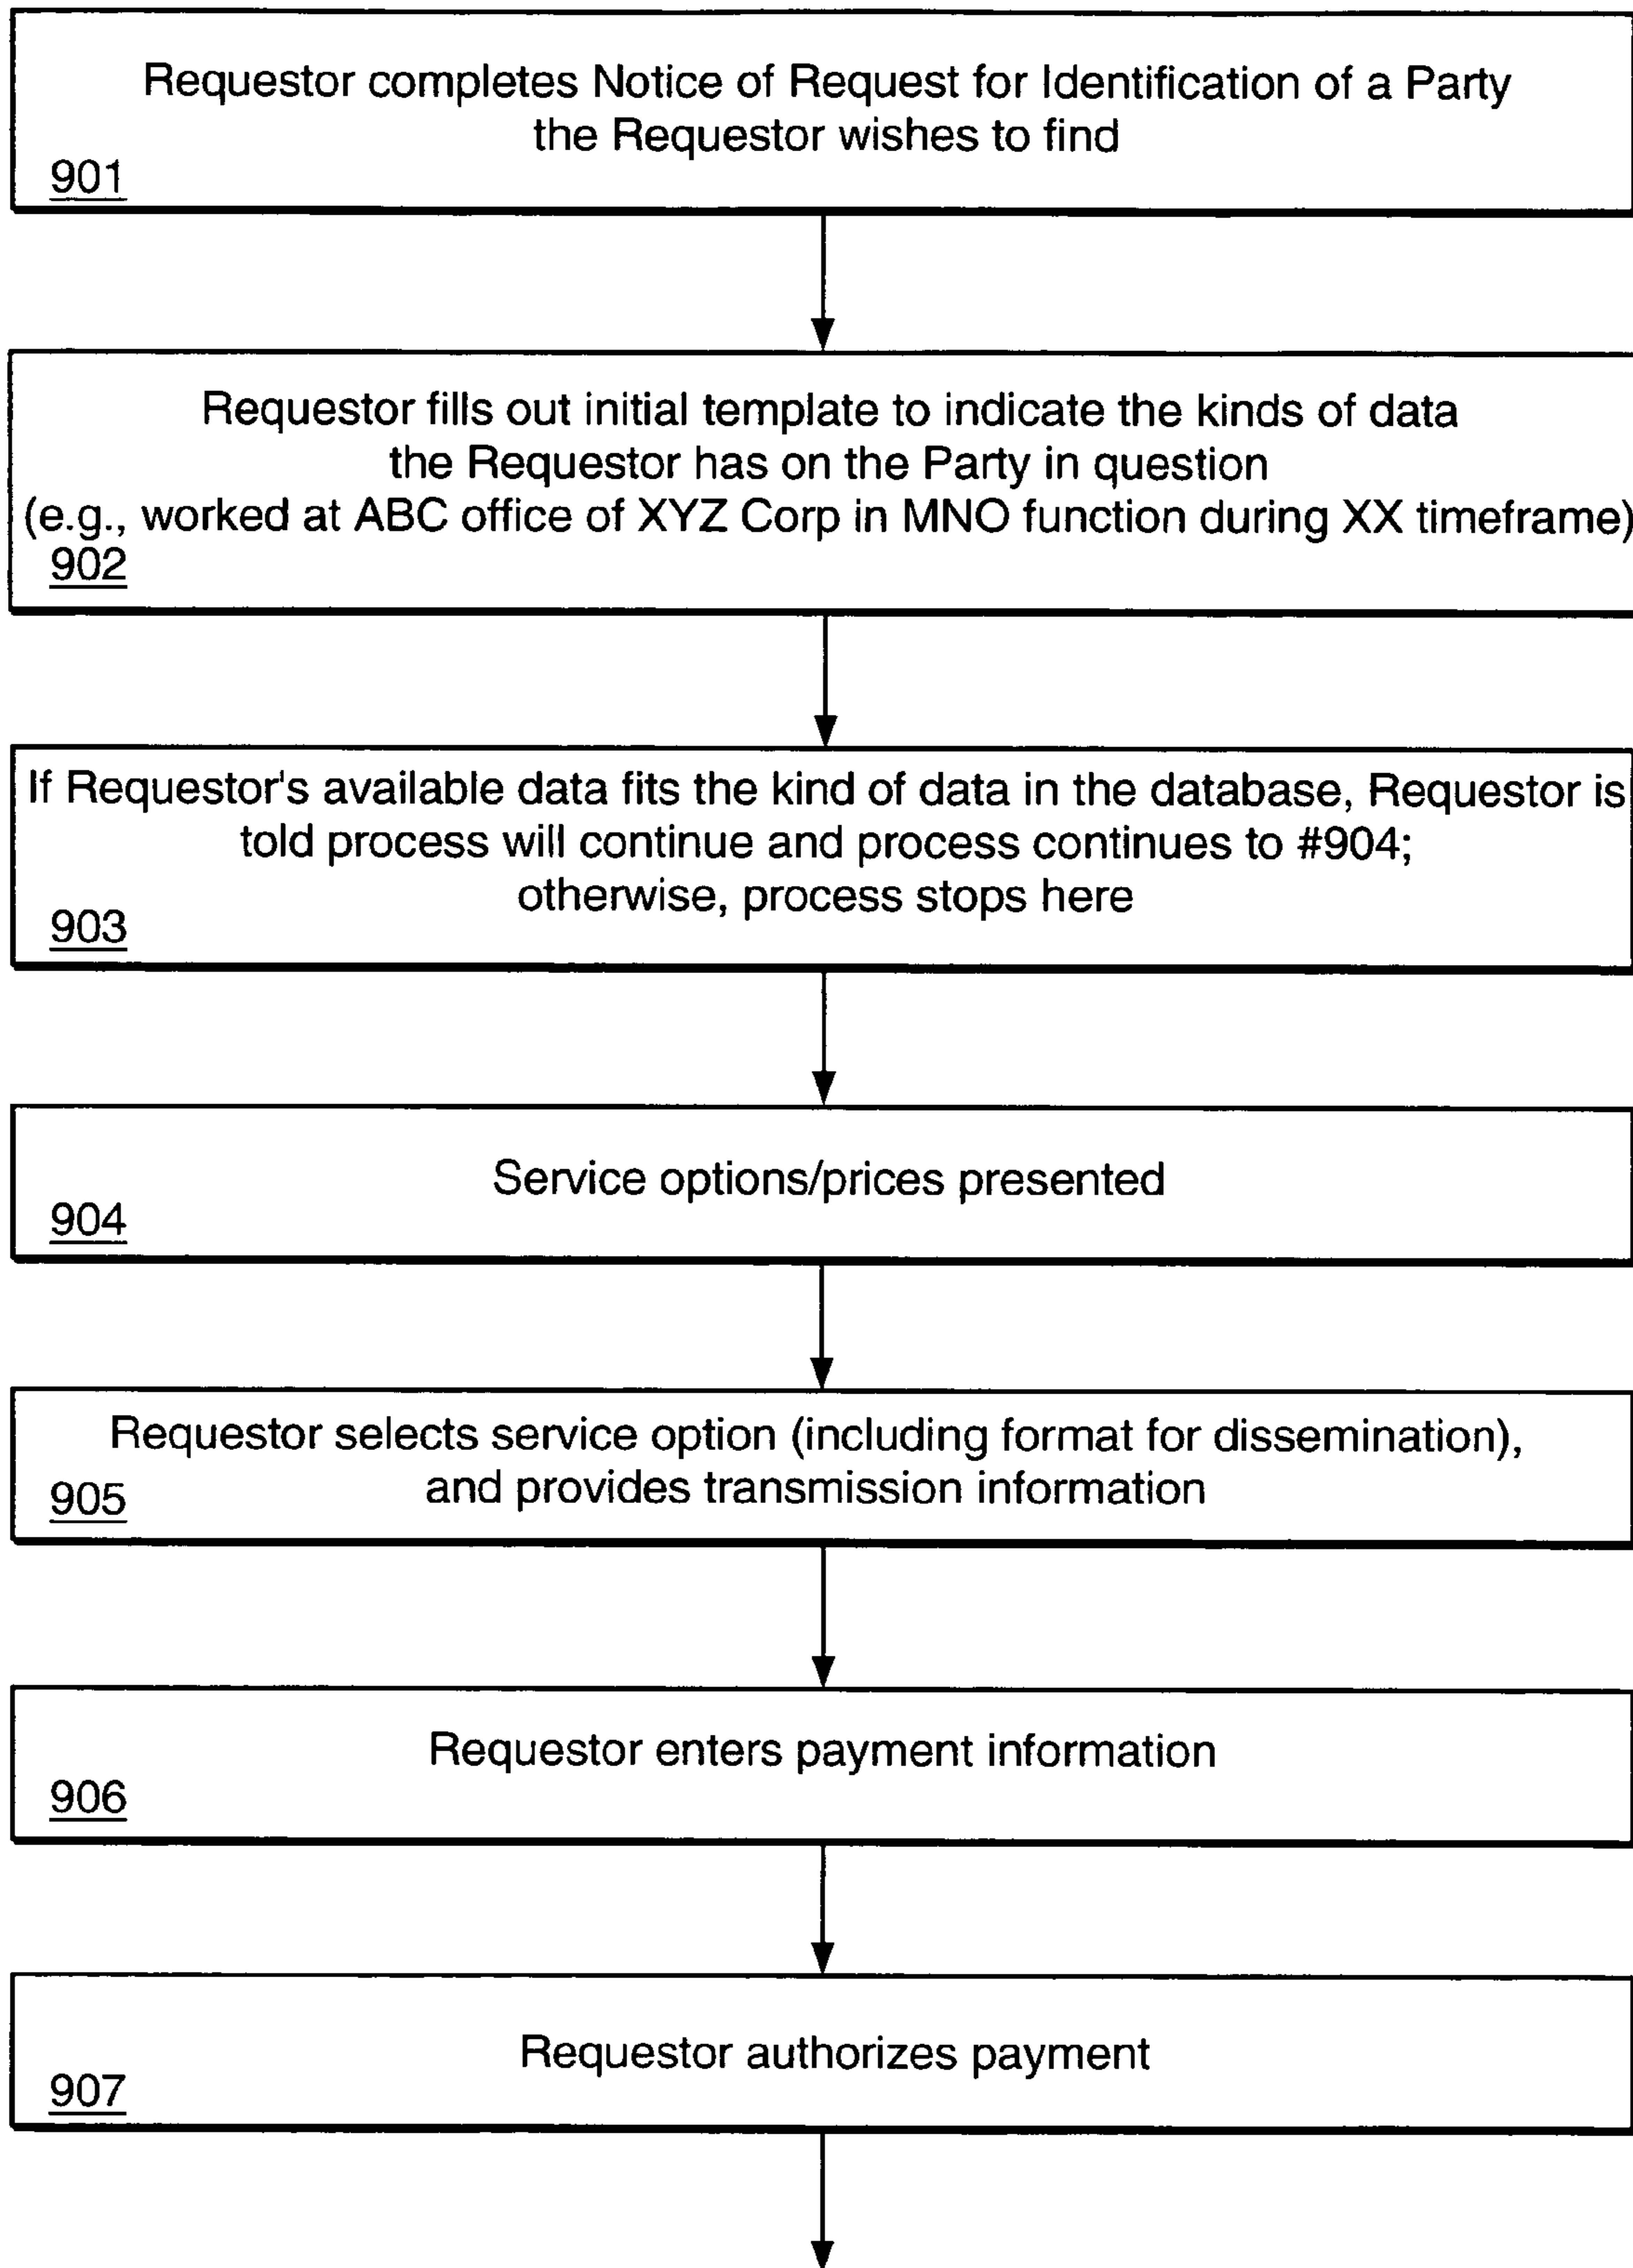 Requestor completes Notice of Request for Identification of a Party
the Requestor wishes to find
901
Requestor fills out initial template to indicate the kinds of data
the Requestor has on the Party in question
(e.g., worked at ABC office of XYZ Corp in MNO function during XX timeframe)
902
If Requestor's available data fits the kind of data in the database, Requestor is
told process will continue and process continues to #904;
otherwise, process stops here
903
Service options/prices presented
904
Requestor selects service option (including format for dissemination),
and provides transmission information
905
Requestor enters payment information
906
Requestor authorizes payment
907